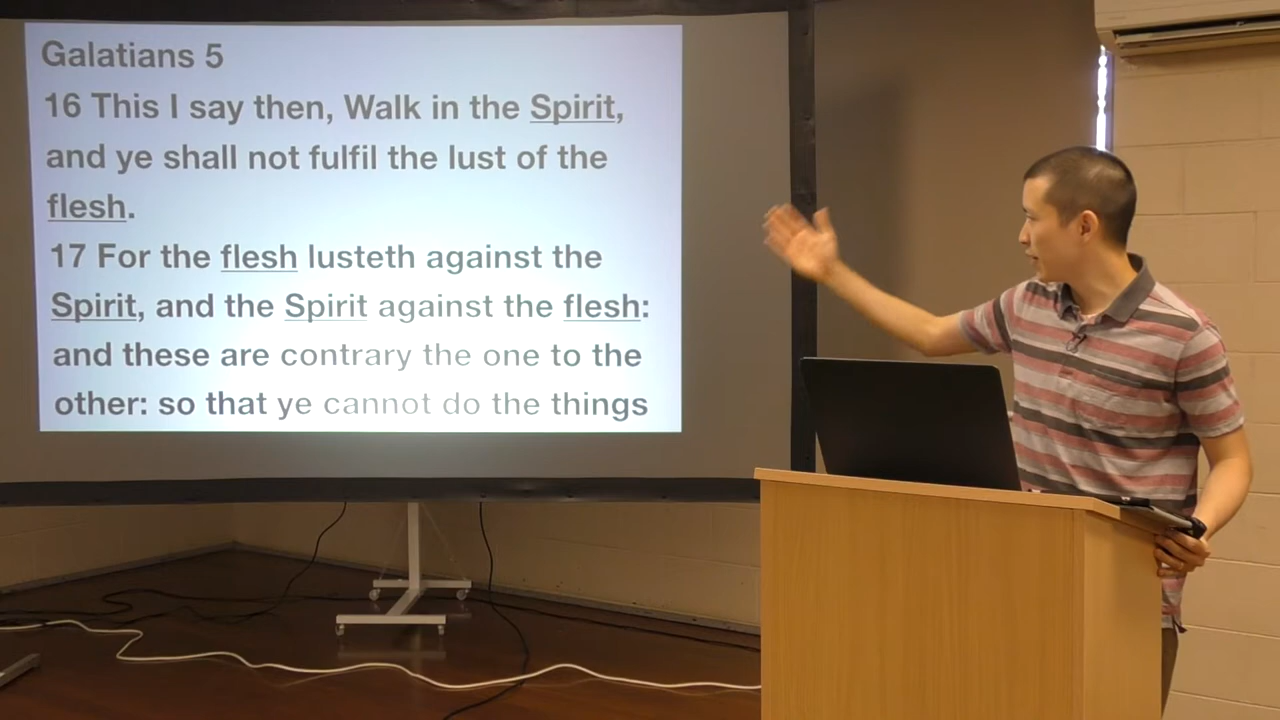 Galatians 5
16 This I say then, Walk in the Spirit,
and ye shall not fulfil the lust of the
flesh.
17 For the flesh lusteth against the
Spirit, and the Spirit against the flesh:
and these are contrary the one to the
other: so that ye cannot do the things